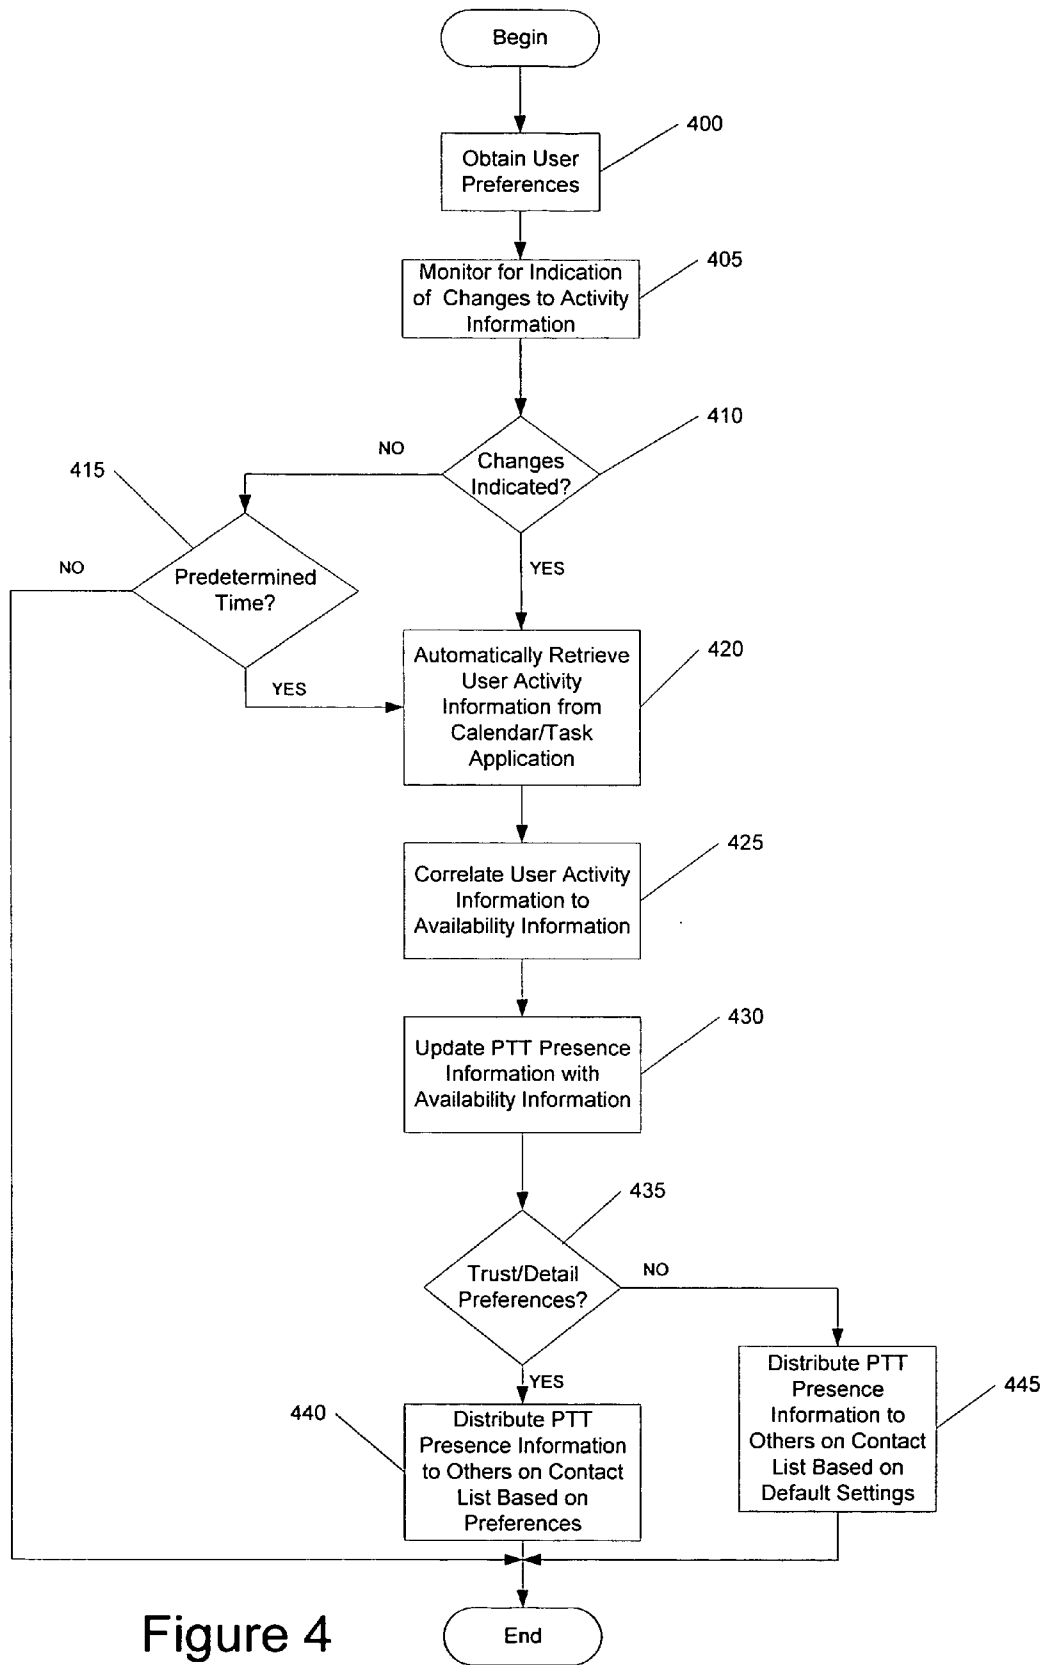 Begin
400
Obtain User
Preferences
405
Monitor for Indication
of Changes to Activity
Information
410
NO
Changes
Indicated?
415
NO
Predetermined
Time?
YES
YES
420
Automatically Retrieve
User Activity
Information from
Calendar/Task
Application
425
Correlate User Activity
Information to
Availability Information
430
Update PTT Presence
Information with
Availability Information
435
Trust/Detail
Preferences?
NO
YES
440
Distribute PTT
Presence Information
to Others on Contact
List Based on
Preferences
445
Distribute PTT
Presence
Information to
Others on Contact
List Based on
Default Settings
End
Figure 4